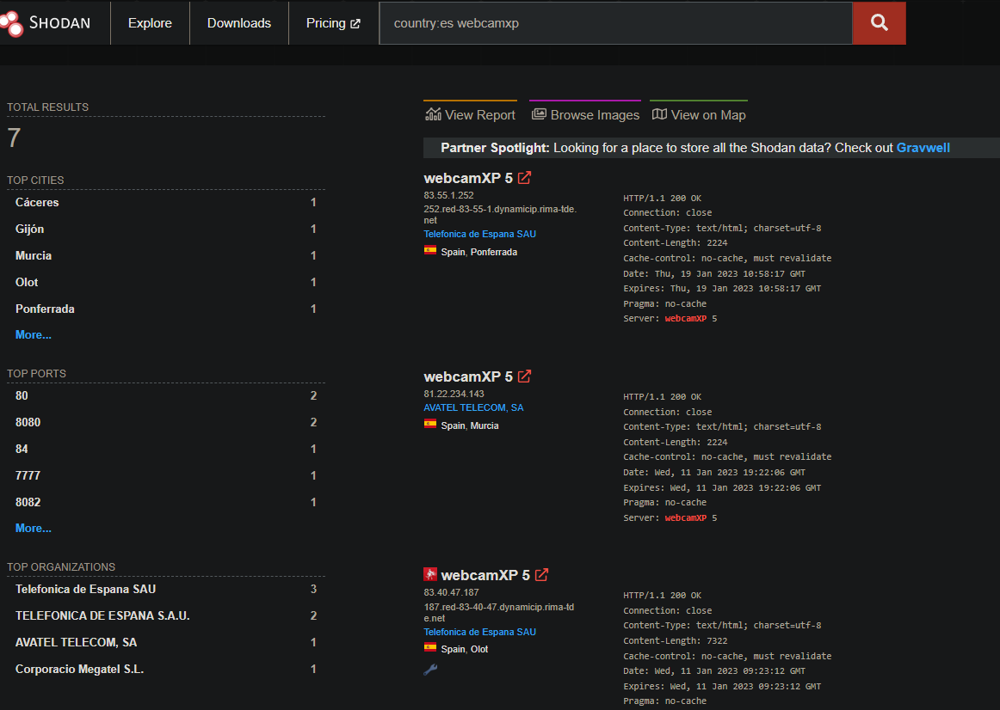 SHODAN
Explore
Downloads
Pricing
country:es webcamxp
TOTAL RESULTS
7
TOP CITIES
Cáceres 1
Gijón 1
Murcia 1
Olot 1
Ponferrada 1
More...
TOP PORTS
80 2
8080 2
84 1
7777 1
8082 1
More...
TOP ORGANIZATIONS
Telefonica de Espana SAU 3
TELEFONICA DE ESPANA S.A.U. 2
AVATEL TELECOM, SA 1
Corporacio Megatel S.L. 1
View Report
Browse Images
View on Map
Partner Spotlight: Looking for a place to store all the Shodan data? Check out Gravwell
webcamXP 5
83.55.1.252
252.red-83-55-1.dynamicip.rima-tde.
net
Telefonica de Espana SAU
Spain, Ponferrada
HTTP/1.1 200 OK
Connection: close
Content-Type: text/html; charset=utf-8
Content-Length: 2224
Cache-control: no-cache, must revalidate
Date: Thu, 19 Jan 2023 10:58:17 GMT
Expires: Thu, 19 Jan 2023 10:58:17 GMT
Pragma: no-cache
Server: webcamXP 5
webcamXP 5
81.22.234.143
AVATEL TELECOM, SA
Spain, Murcia
HTTP/1.1 200 OK
Connection: close
Content-Type: text/html; charset=utf-8
Content-Length: 2224
Cache-control: no-cache, must revalidate
Date: Wed, 11 Jan 2023 19:22:06 GMT
Expires: Wed, 11 Jan 2023 19:22:06 GMT
Pragma: no-cache
Server: webcamXP 5
webcamXP 5
83.40.47.187
187.red-83-40-47.dynamicip.rima-td
e.net
Telefonica de Espana SAU
Spain, Olot
HTTP/1.1 200 OK
Connection: close
Content-Type: text/html; charset=utf-8
Content-Length: 7322
Cache-control: no-cache, must revalidate
Date: Wed, 11 Jan 2023 09:23:12 GMT
Expires: Wed, 11 Jan 2023 09:23:12 GMT
Pragma: no-cache